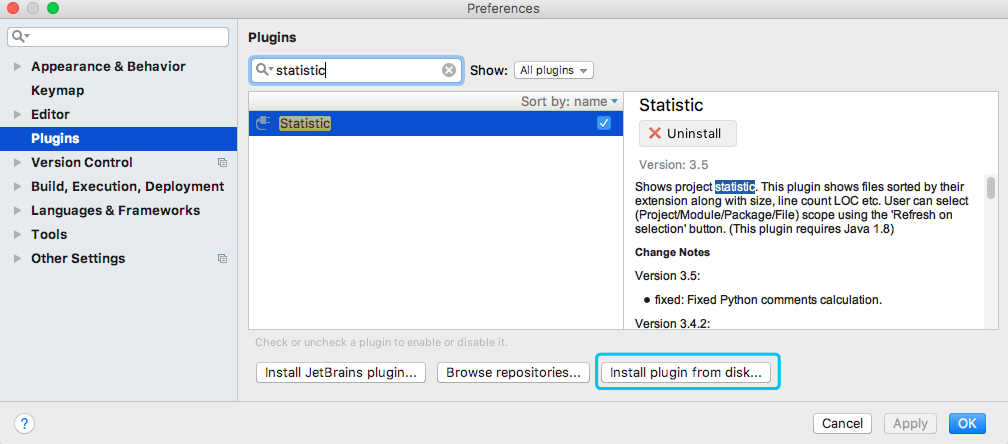 Preferences
Appearance & Behavior
Keymap
Editor
Plugins
Version Control
Build, Execution, Deployment
Languages & Frameworks
Tools
Other Settings
Plugins
statistic
Show: All plugins
Sort by: name
Statistic
Statistic
Uninstall
Version: 3.5
Shows project statistic. This plugin shows files sorted by their
extension along with size, line count LOC etc. User can select
(Project/Module/Package/File) scope using the 'Refresh on
selection' button. (This plugin requires Java 1.8)
Change Notes
Version 3.5:
• fixed: Fixed Python comments calculation.
Version 3.4.2:
Check or uncheck a plugin to enable or disable it.
Install JetBrains plugin... Browse repositories... Install plugin from disk...
? Cancel Apply OK